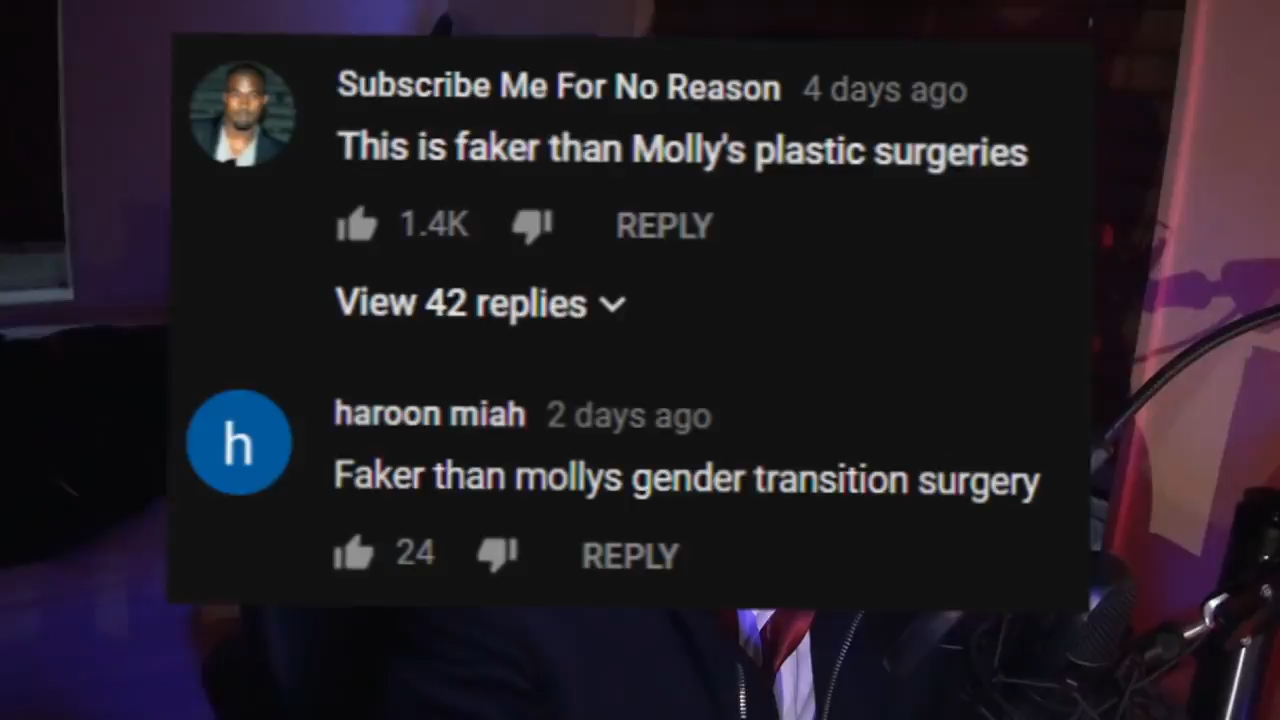 Subscribe Me For No Reason 4 days ago
This is faker than Molly's plastic surgeries
1.4K REPLY
View 42 replies
h
haroon miah 2 days ago
Faker than mollys gender transition surgery
24 REPLY